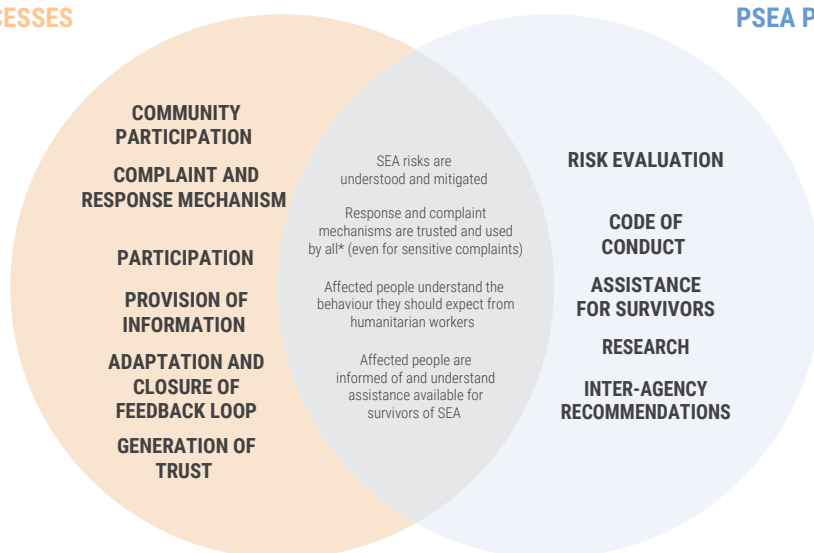 CESSES
PSEA P
COMMUNITY
PARTICIPATION
COMPLAINT AND
RESPONSE MECHANISM
PARTICIPATION
PROVISION OF
INFORMATION
ADAPTATION AND
CLOSURE OF
FEEDBACK LOOP
GENERATION OF
TRUST
SEA risks are
understood and mitigated
Response and complaint
mechanisms are trusted and used
by all* (even for sensitive complaints)
Affected people understand the
behaviour they should expect from
humanitarian workers
Affected people are
informed of and understand
assistance available for
survivors of SEA
RISK EVALUATION
CODE OF
CONDUCT
ASSISTANCE
FOR SURVIVORS
RESEARCH
INTER-AGENCY
RECOMMENDATIONS